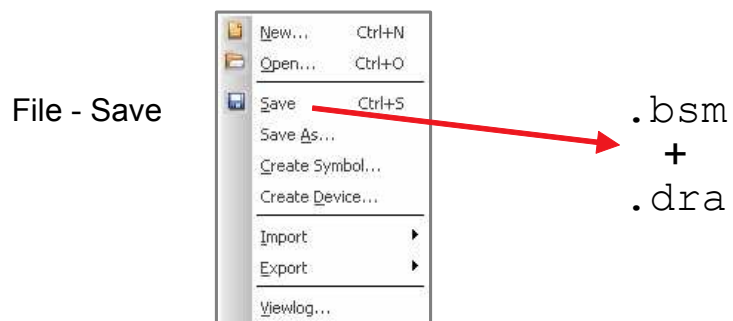 New... Ctrl+N
Open... Ctrl+O
File - Save
Save Ctrl+S
Save As...
Create Symbol...
Create Device...
Import
Export
Viewlog...
.bsm
+
.dra